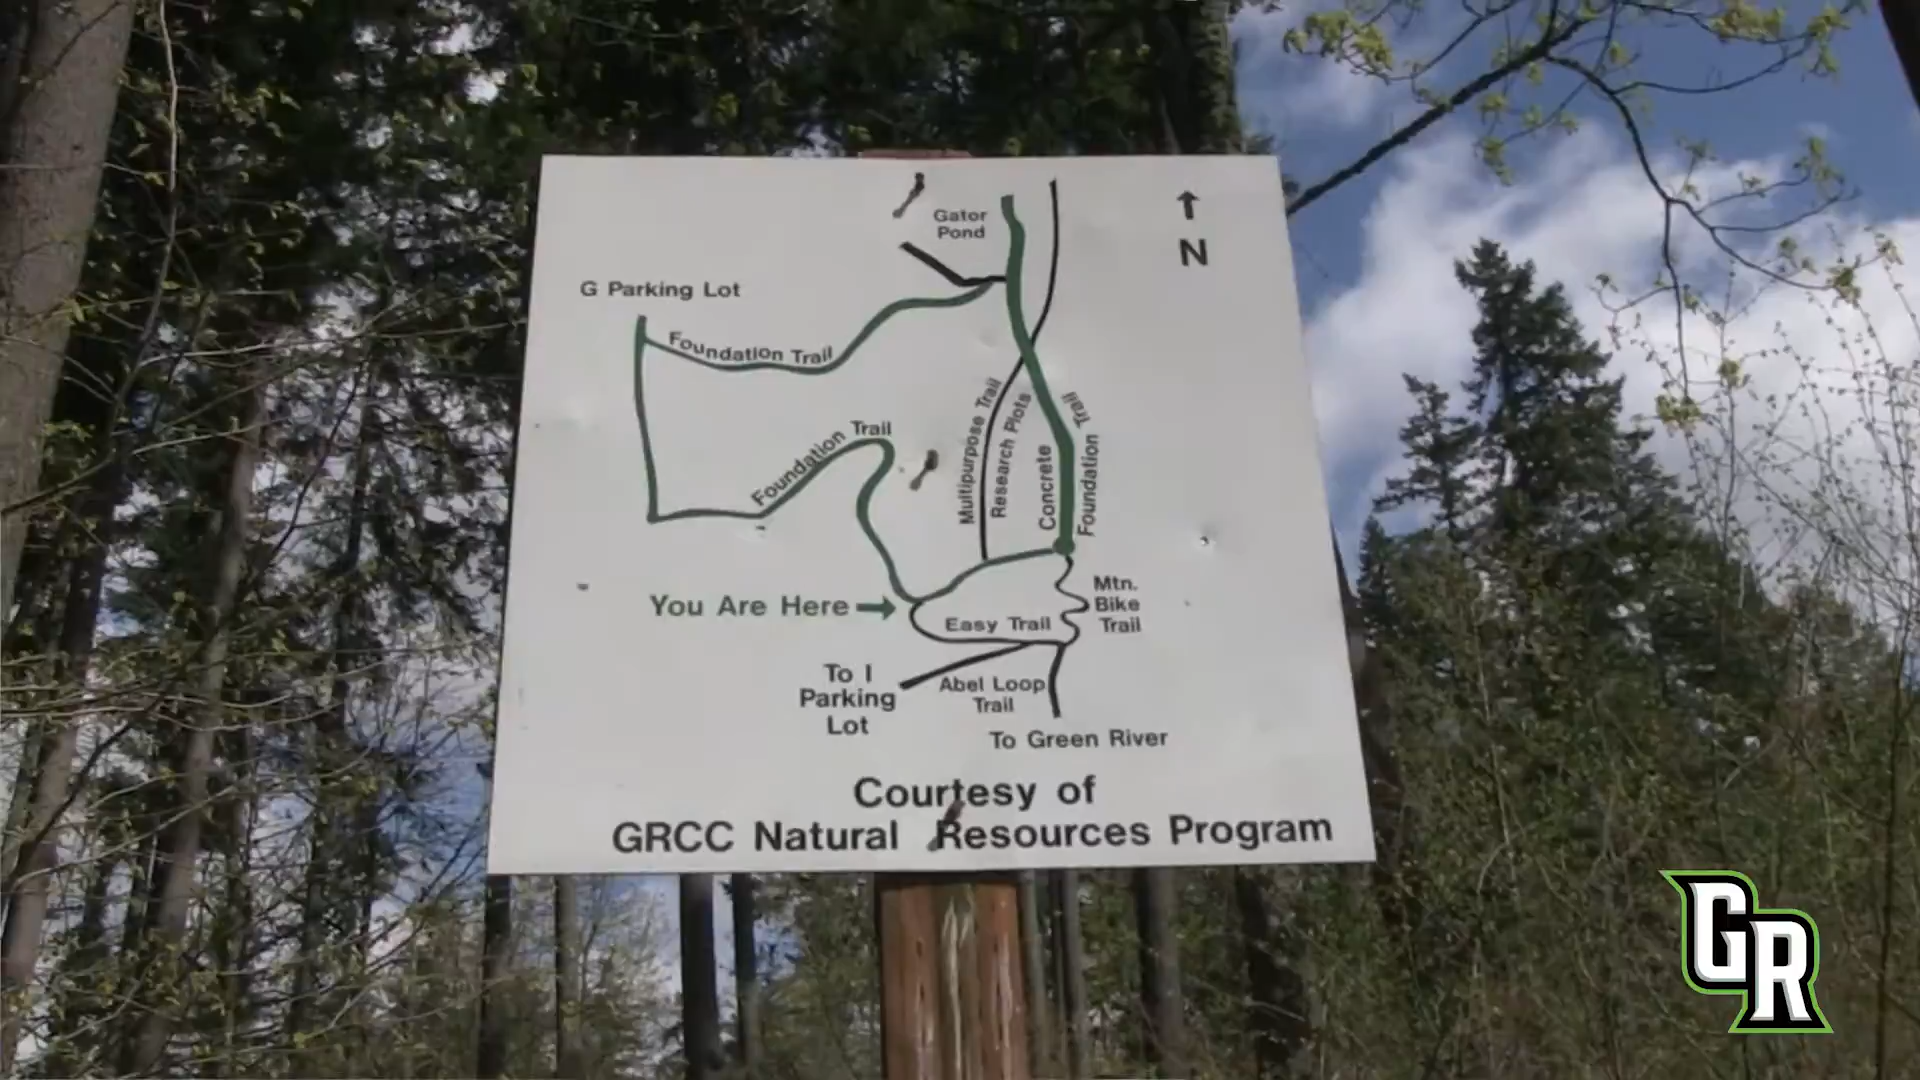 Gator
Pond
N
G Parking Lot
Foundation Trail
Foundation Trail
Multipurpose Trail
Research Plots
Concrete
Foundation Trail
You Are Here
Mtn.
Bike
Trail
Easy Trail
To I
Parking
Lot
Abel Loop
Trail
To Green River
Courtesy of
GRCC Natural Resources Program
GR